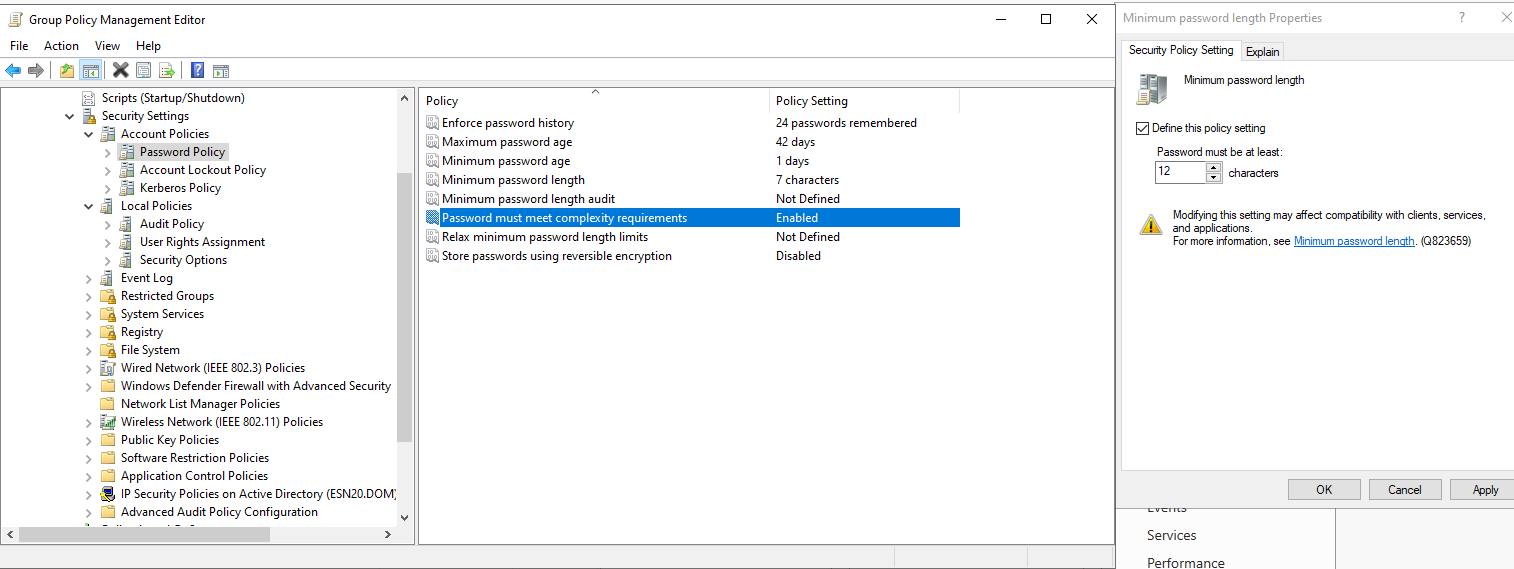 Group Policy Management Editor
File Action View Help
Scripts (Startup/Shutdown)
Security Settings
Account Policies
Password Policy
Account Lockout Policy
Kerberos Policy
Local Policies
Audit Policy
User Rights Assignment
Security Options
Event Log
Restricted Groups
System Services
Registry
File System
Wired Network (IEEE 802.3) Policies
Windows Defender Firewall with Advanced Security
Network List Manager Policies
Wireless Network (IEEE 802.11) Policies
Public Key Policies
Software Restriction Policies
Application Control Policies
IP Security Policies on Active Directory (ESN20.DOM)
Advanced Audit Policy Configuration
Policy Policy Setting
Enforce password history 24 passwords remembered
Maximum password age 42 days
Minimum password age 1 days
Minimum password length 7 characters
Minimum password length audit Not Defined
Password must meet complexity requirements Enabled
Relax minimum password length limits Not Defined
Store passwords using reversible encryption Disabled
Minimum password length Properties ?
Security Policy Setting Explain
Minimum password length
Define this policy setting
Password must be at least:
12 characters
Modifying this setting may affect compatibility with clients, services,
and applications.
For more information, see Minimum password length. (Q823659)
OK Cancel Apply
Events
Services
Performance